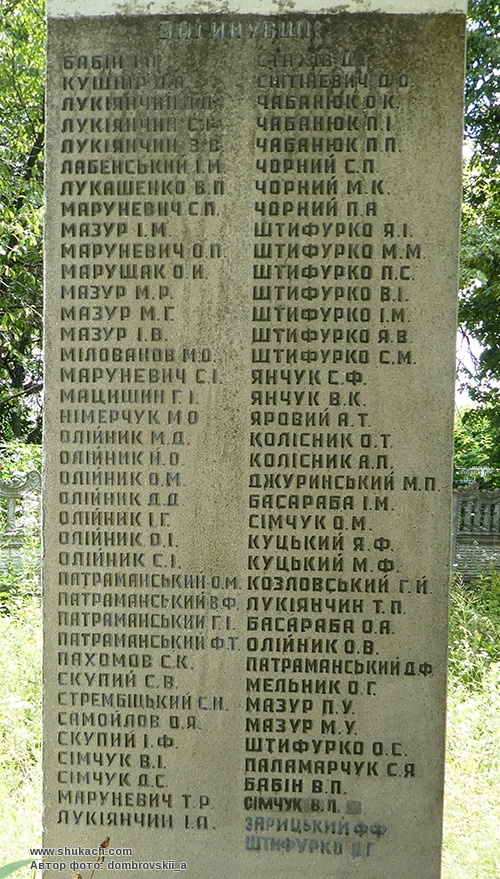 ЗАГИНУВШІ
БАБІН І.П.
КУШНІР Д.А.
ЛУКІЯНЧИН
ЛУКІЯНЧИН С.І.
ЛУКІЯНЧИН З.В.
ЛАБЕНСЬКИЙ І.М.
ЛУКАШЕНКО В.П.
МАРУНЕВИЧ С.П.
МАЗУР І.М.
МАРУНЕВИЧ О.П.
МАРУЩАК О.И.
МАЗУР М.Р.
МАЗУР М.Г.
МАЗУР І.В.
МІЛОВАНОВ М.О.
МАРУНЕВИЧ С.І.
МАЦИШИН Г.І.
НІМЕРЧУК М О
ОЛІЙНИК М.Д.
ОЛІЙНИК Й.О.
ОЛІЙНИК О.М.
ОЛІЙНИК Д.Д.
ОЛІЙНИК І.Г.
ОЛІЙНИК О.І.
ОЛІЙНИК С.І.
ПАТРАМАНСЬКИЙ О.М.
ПАТРАМАНСЬКИЙ В.Ф.
ПАТРАМАНСЬКИЙ Г.І.
ПАТРАМАНСЬКИЙ Ф.Т.
ПАХОМОВ С.К.
СКУПИЙ С.В.
СТРЕМБІЦЬКИЙ С.Н.
САМОЙЛОВ О.Я.
СКУПИЙ І.Ф.
СІМЧУК В.І.
СІМЧУК Д.С.
МАРУНЕВИЧ Т.Р.
ЛУКІЯНЧИН І.А.
СТАХІВ
СИТІНЕВИЧ Д.О.
ЧАБАНЮК О.К.
ЧАБАНЮК П.І.
ЧАБАНЮК П.П.
ЧОРНИЙ С.П.
ЧОРНИЙ М.К.
ЧОРНИЙ П.А
ШТИФУРКО Я.І.
ШТИФУРКО М.М.
ШТИФУРКО П.С.
ШТИФУРКО В.І.
ШТИФУРКО І.М.
ШТИФУРКО Я.В.
ШТИФУРКО С.М.
ЯНЧУК С.Ф.
ЯНЧУК В.К.
ЯРОВИЙ А.Т.
КОЛІСНИК О.Т.
КОЛІСНИК А.П.
ДЖУРИНСЬКИЙ М.П.
БАСАРАБА І.М.
СІМЧУК О.М.
КУЦЬКИЙ Я.Ф.
КУЦЬКИЙ М.Ф.
КОЗЛОВСЬКИЙ Г.Й.
ЛУКІЯНЧИН Т.П.
БАСАРАБА О.А.
ОЛІЙНИК О.В.
ПАТРАМАНСЬКИЙ Д.Ф.
МЕЛЬНИК О.Г.
МАЗУР П.У.
МАЗУР М.У.
ШТИФУРКО О.С.
ПАЛАМАРЧУК С.Я.
БАБІН В.П.
СІМЧУК В.П.
ЗАРИЦЬКИЙ Ф.Ф.
ШТИФУРКО Д.Г
www.shukach.com
Автор фото: dombrovskii_a